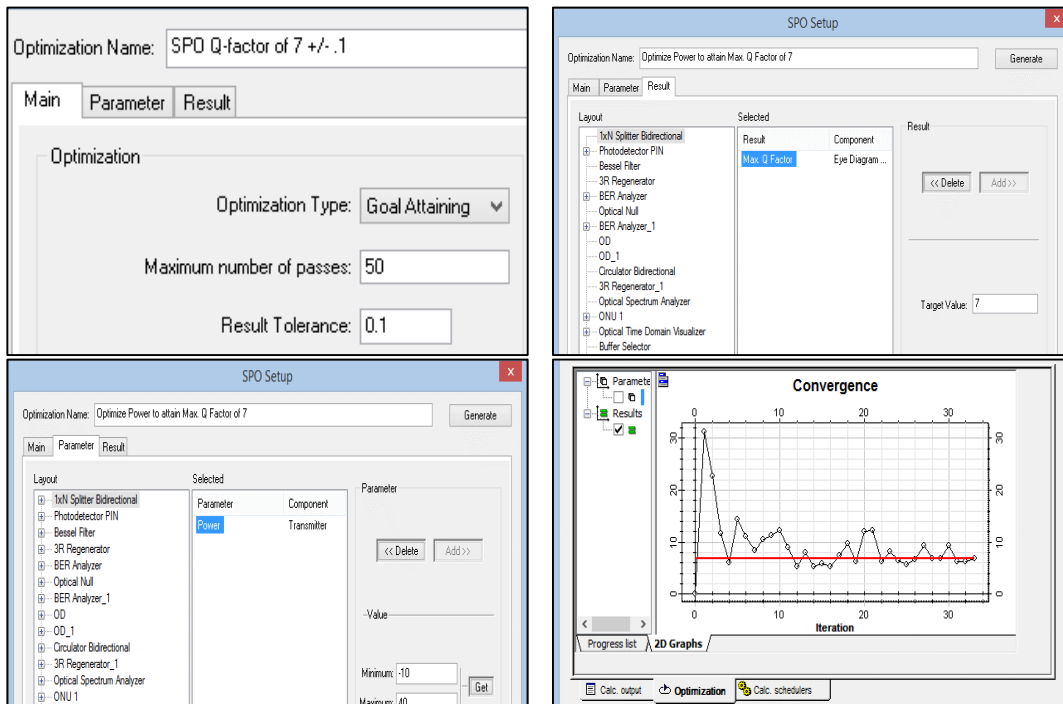 Optimization Name: SPO Q-factor of 7 +/- .1
Main Parameter Result
Optimization
Optimization Type: Goal Attaining
Maximum number of passes: 50
Result Tolerance: 0.1
SPO Setup x
Optimization Name: Optimize Power to attain Max. Q Factor of 7 Generate
Main Parameter Result
Layout Selected Result
1xN Splitter Bidirectional Result Component
Photodetector PIN Max. Q Factor Eye Diagram ...
Bessel Filter
3R Regenerator << Delete Add >>
BER Analyzer
Optical Null
BER Analyzer_1
OD
OD_1
Circulator Bidirectional
3R Regenerator_1
Optical Spectrum Analyzer Target Value: 7
ONU 1
Optical Time Domain Visualizer
Buffer Selector
SPO Setup x
Optimization Name: Optimize Power to attain Max. Q Factor of 7 Generate
Main Parameter Result
Layout Selected Parameter
1xN Splitter Bidirectional Parameter Component
Photodetector PIN Power Transmitter
Bessel Filter
3R Regenerator << Delete Add >>
BER Analyzer
Optical Null
BER Analyzer_1
OD Value
OD_1
Circulator Bidirectional
3R Regenerator_1 Minimum: -10
Optical Spectrum Analyzer Get
ONU 1 Maximum: 40
Paramete
Results
Convergence
0 10 20 30
30 30
20 20
10 10
0 0
0 10 20 30
Iteration
Progress list 2D Graphs
Calc. output Optimization Calc. schedulers